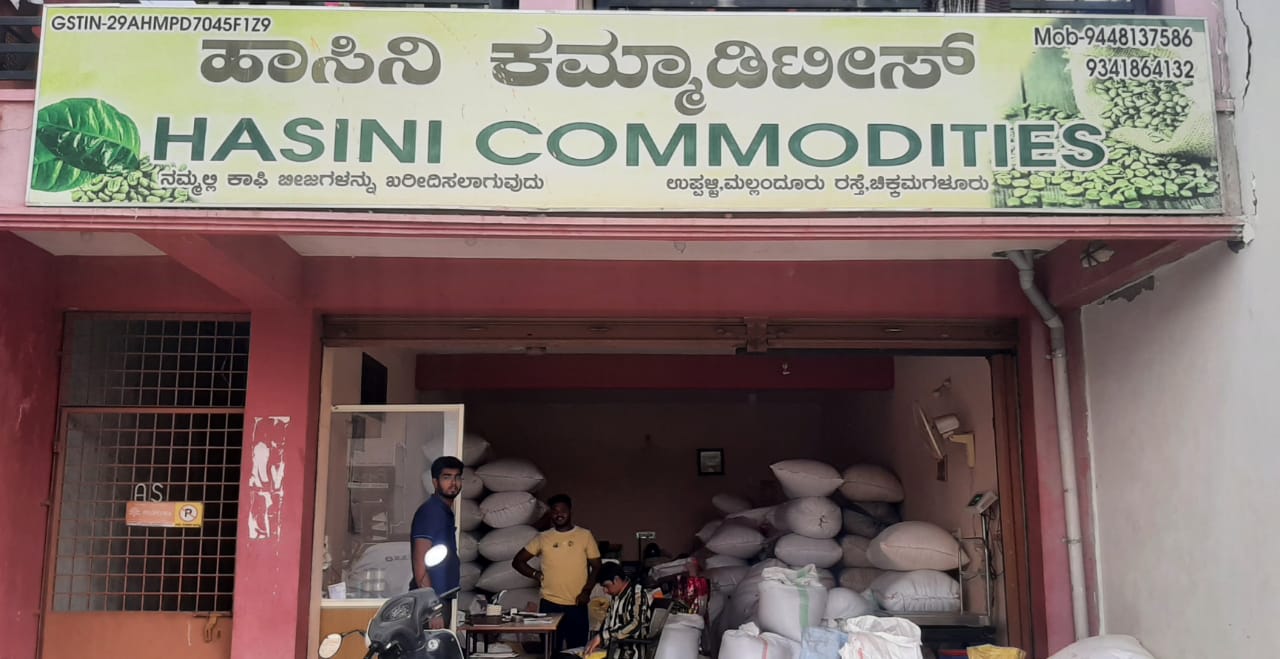 GSTIN-29AHMPD7045F1Z9
ಹಾಸಿನಿ ಕಮ್ಮಾಡಿಟೀಸ್
Mob-9448137586
9341864132
HASINI COMMODITIES
ನಮ್ಮಲ್ಲಿ ಕಾಫಿ ಬೀಜಗಳನ್ನು ಖರೀದಿಸಲಾಗುವುದು
ಉಪ್ಪಳ್ಳಿ,ಮಲ್ಲಂದೂರು ರಸ್ತೆ,ಚಿಕ್ಕಮಗಳೂರು
AS